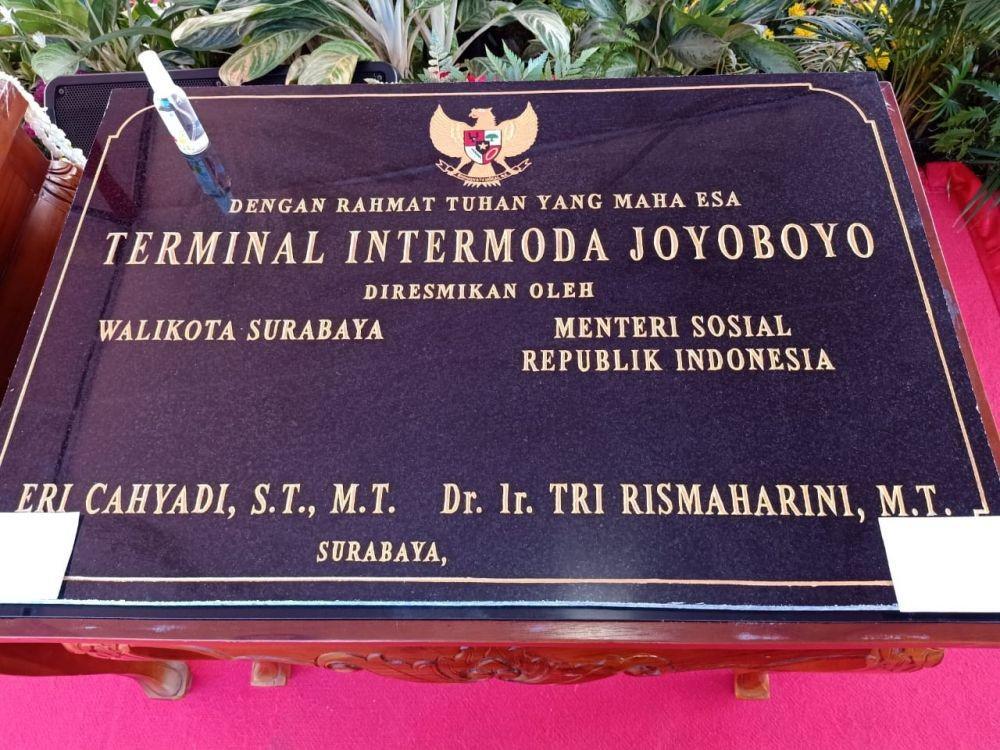 DENGAN RAHMAT TUHAN YANG MAHA ESA
TERMINAL INTERMODA JOYOBOYO
DIRESMIKAN OLEH
WALIKOTA SURABAYA
MENTERI SOSIAL
REPUBLIK INDONESIA
ERI CAHYADI, S.T., M.T.
Dr. Ir. TRI RISMAHARINI, M.T.
SURABAYA,